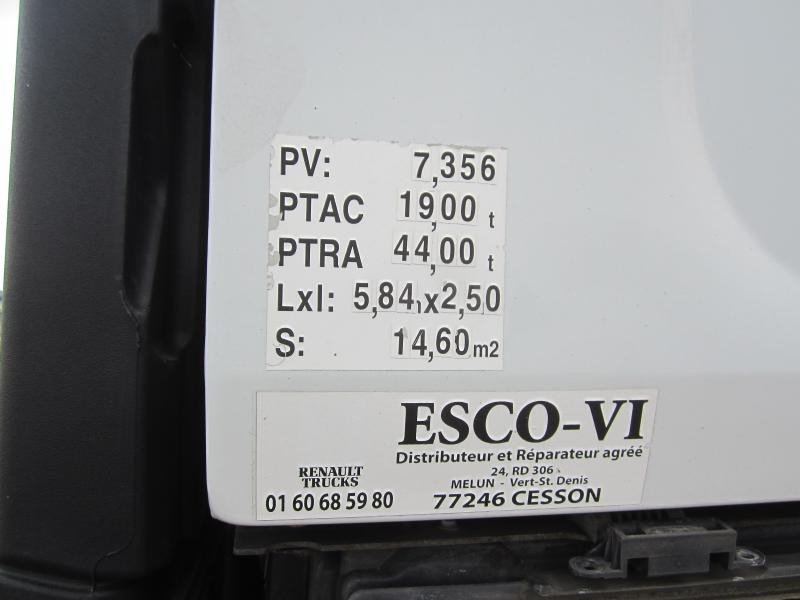 PV: 7,356
PTAC 19,00 t
PTRA 44,00 t
Lxl: 5,84 x2,50
S: 14,60 m2
ESCO-VI
Distributeur et Réparateur agréé
24, RD 306
MELUN - Vert-St. Denis
77246 CESSON
RENAULT
TRUCKS
01 60 68 59 80